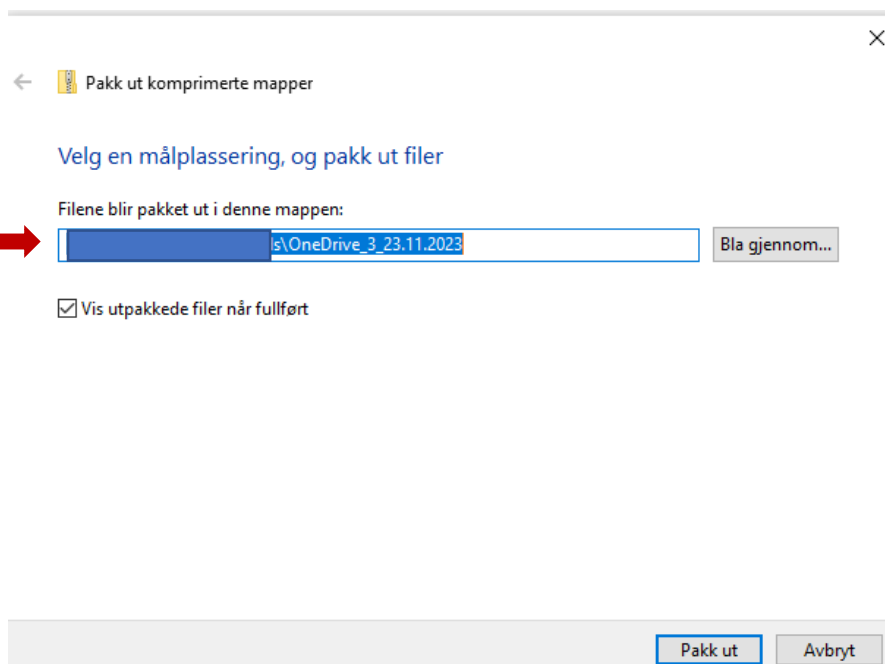 Pakk ut komprimerte mapper
Velg en målplassering, og pakk ut filer
Filene blir pakket ut i denne mappen:
s\OneDrive_3_23.11.2023
Bla gjennom...
Vis utpakkede filer når fullført
Pakk ut
Avbryt